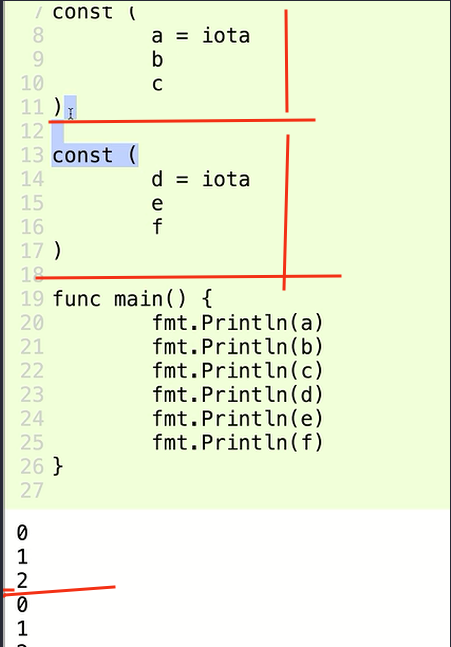 7 const (
8 a = iota
9 b
10 c
11 )
12
13 const (
14 d = iota
15 e
16 f
17 )
18
19 func main() {
20 fmt.Println(a)
21 fmt.Println(b)
22 fmt.Println(c)
23 fmt.Println(d)
24 fmt.Println(e)
25 fmt.Println(f)
26 }
27
0
1
2
0
1